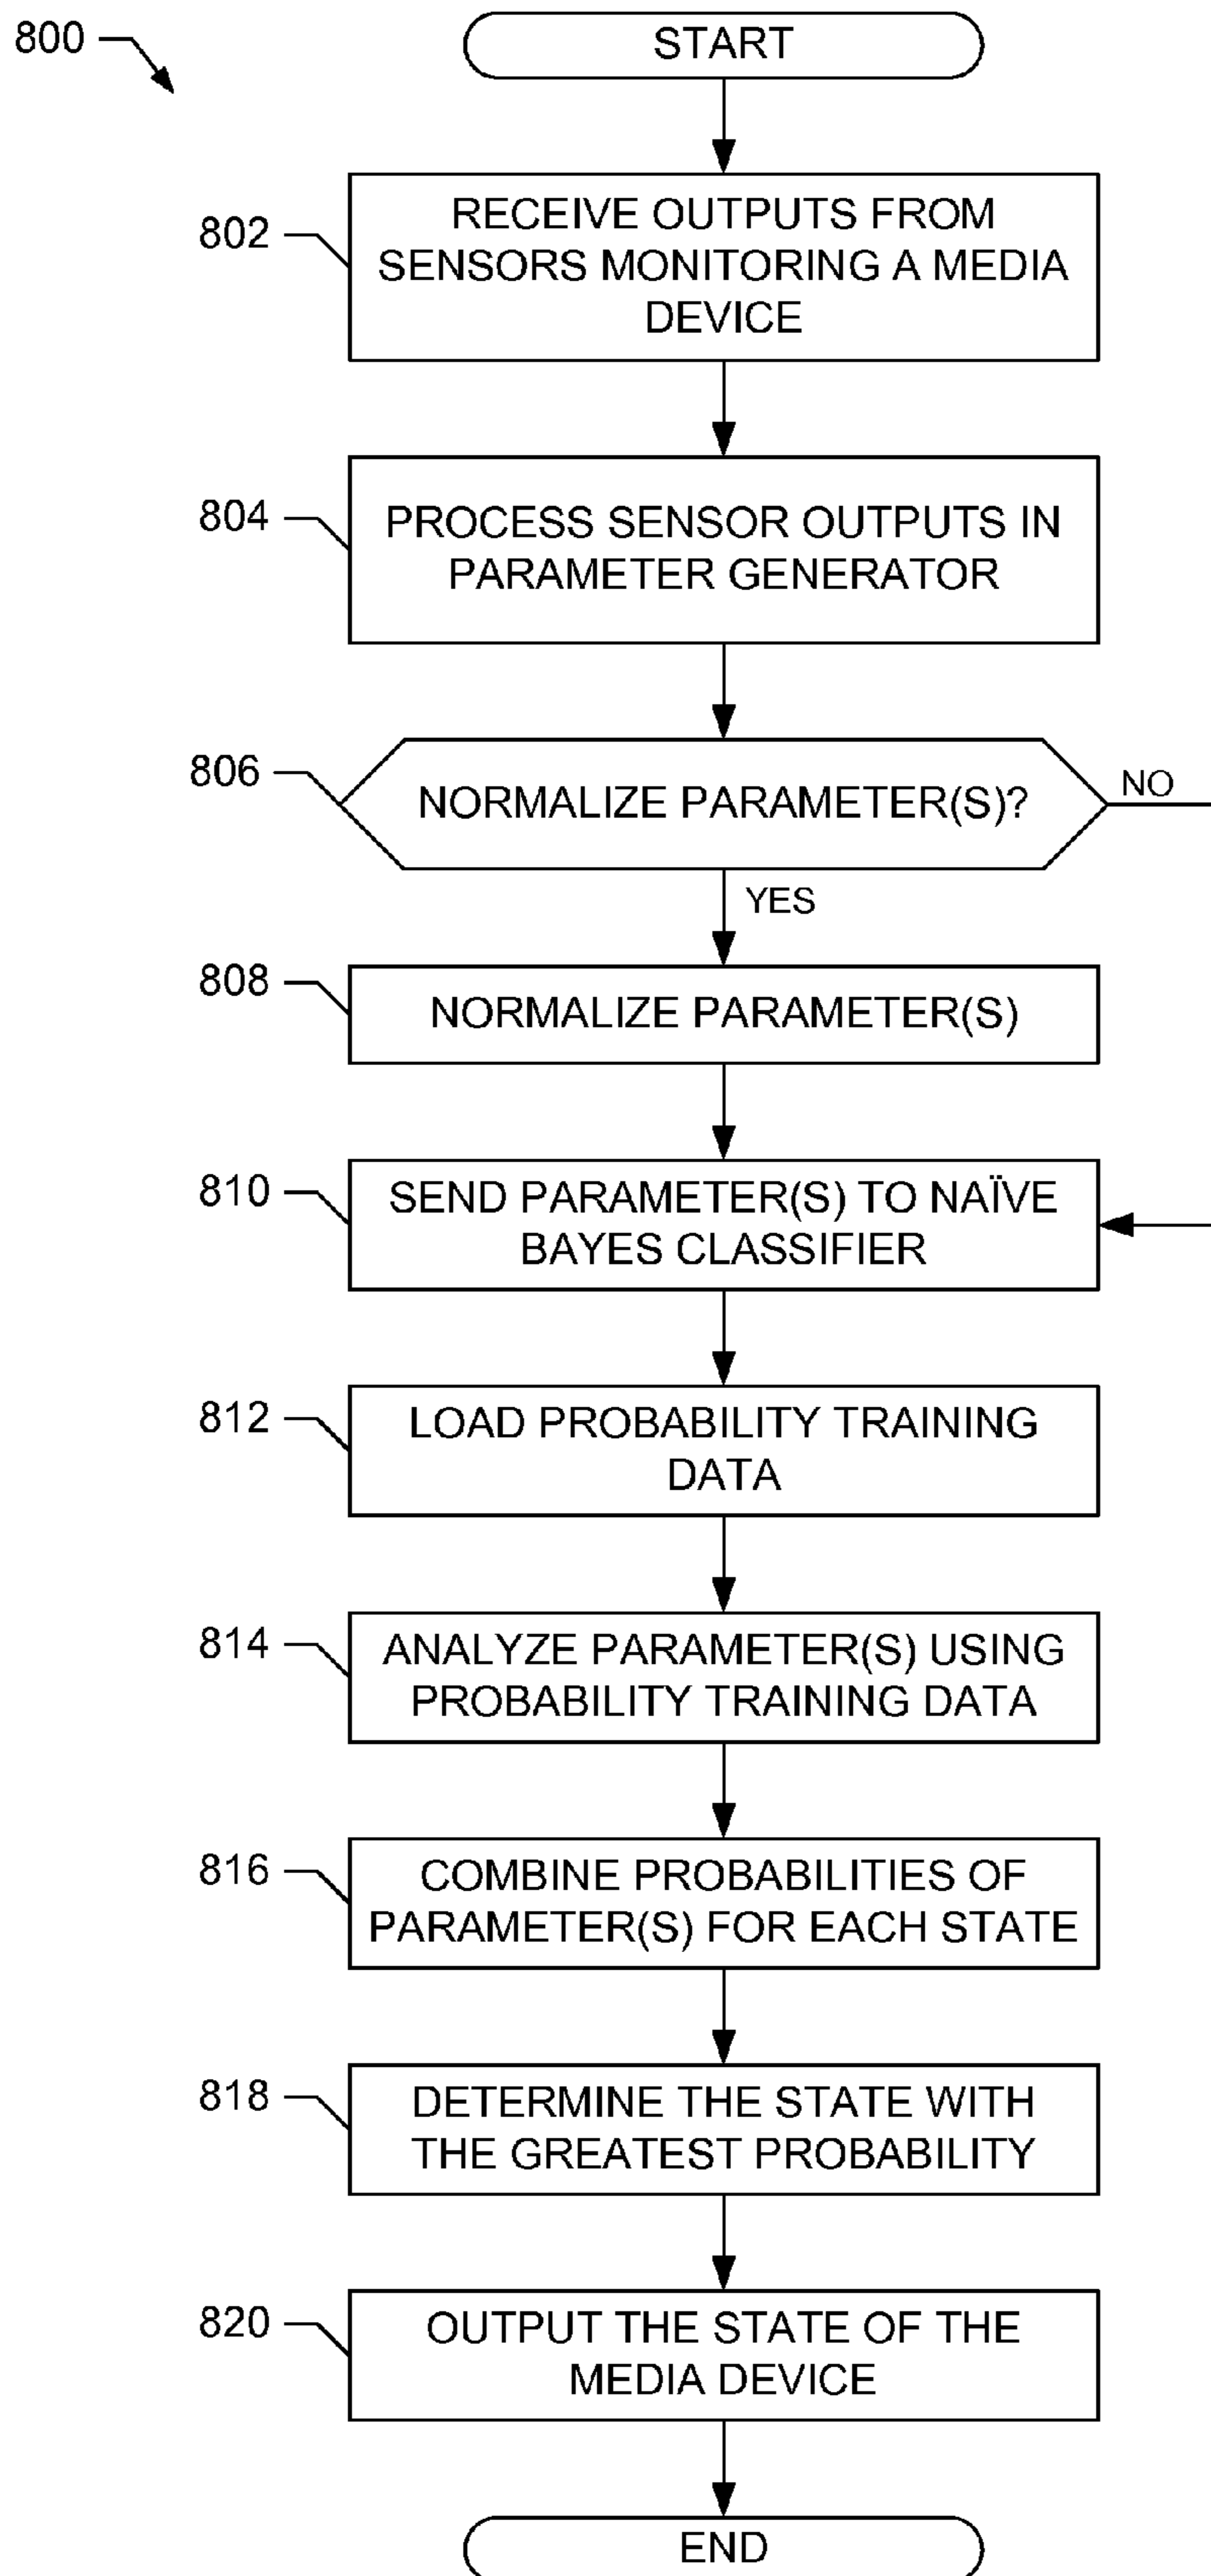 800
START
802
RECEIVE OUTPUTS FROM
SENSORS MONITORING A MEDIA
DEVICE
804
PROCESS SENSOR OUTPUTS IN
PARAMETER GENERATOR
806
NORMALIZE PARAMETER(S)?
NO
YES
808
NORMALIZE PARAMETER(S)
810
SEND PARAMETER(S) TO NAÏVE
BAYES CLASSIFIER
812
LOAD PROBABILITY TRAINING
DATA
814
ANALYZE PARAMETER(S) USING
PROBABILITY TRAINING DATA
816
COMBINE PROBABILITIES OF
PARAMETER(S) FOR EACH STATE
818
DETERMINE THE STATE WITH
THE GREATEST PROBABILITY
820
OUTPUT THE STATE OF THE
MEDIA DEVICE
END